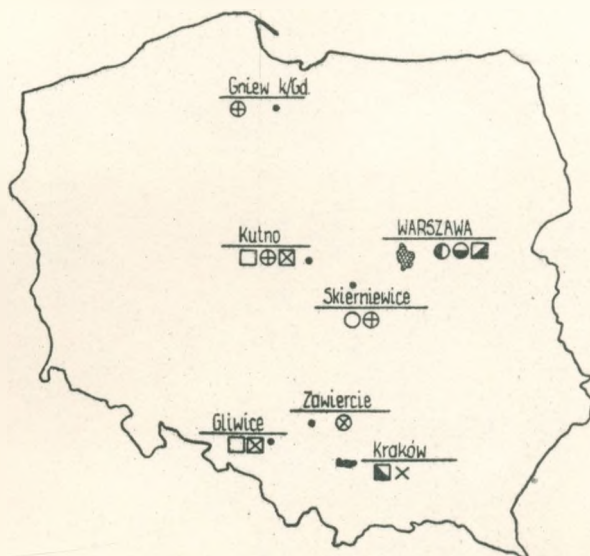 Gniew k/Gd.
Kutno
WARSZAWA
Skierniewice
Zawiercie
Gliwice
Kraków